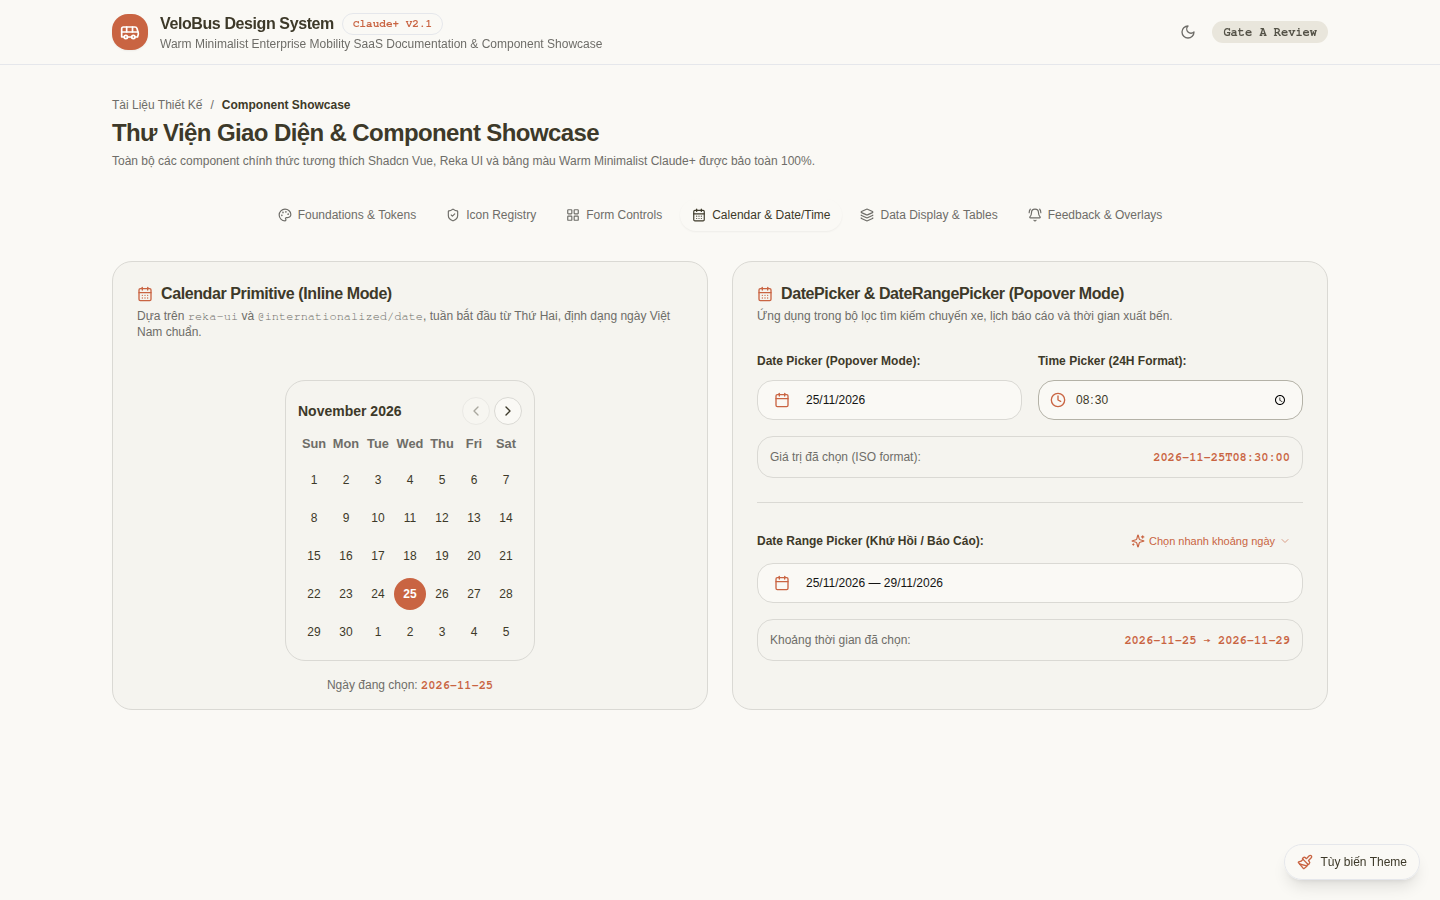 VeloBus Design System
Claude+ V2.1
Warm Minimalist Enterprise Mobility SaaS Documentation & Component Showcase
Gate A Review
Tài Liệu Thiết Kế / Component Showcase
Thư Viện Giao Diện & Component Showcase
Toàn bộ các component chính thức tương thích Shadcn Vue, Reka UI và bảng màu Warm Minimalist Claude+ được bảo toàn 100%.
Foundations & Tokens
Icon Registry
Form Controls
Calendar & Date/Time
Data Display & Tables
Feedback & Overlays
Calendar Primitive (Inline Mode)
Dựa trên reka-ui và @internationalized/date, tuần bắt đầu từ Thứ Hai, định dạng ngày Việt
Nam chuẩn.
November 2026
Sun Mon Tue Wed Thu Fri Sat
1 2 3 4 5 6 7
8 9 10 11 12 13 14
15 16 17 18 19 20 21
22 23 24 25 26 27 28
29 30 1 2 3 4 5
Ngày đang chọn: 2026-11-25
DatePicker & DateRangePicker (Popover Mode)
Ứng dụng trong bộ lọc tìm kiếm chuyến xe, lịch báo cáo và thời gian xuất bến.
Date Picker (Popover Mode):
Time Picker (24H Format):
25/11/2026
08:30
Giá trị đã chọn (ISO format):
2026-11-25T08:30:00
Date Range Picker (Khứ Hồi / Báo Cáo):
Chọn nhanh khoảng ngày
25/11/2026 — 29/11/2026
Khoảng thời gian đã chọn:
2026-11-25 → 2026-11-29
Tùy biến Theme